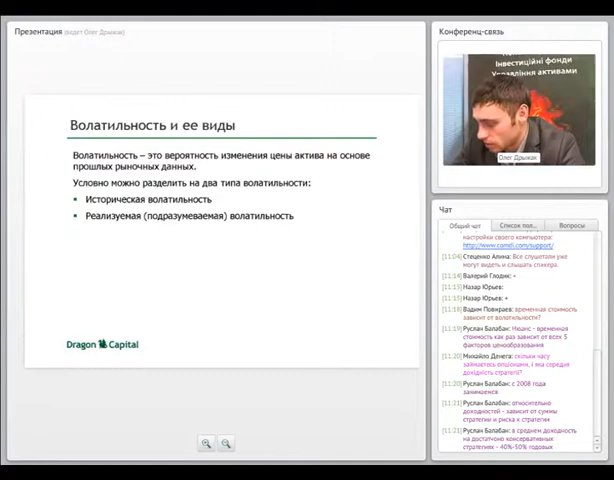 Презентация (ведет Олег Дрыжак)
Волатильность и ее виды
Волатильность – это вероятность изменения цены актива на основе
прошлых рыночных данных.
Условно можно разделить на два типа волатильности:
Историческая волатильность
Реализуемая (подразумеваемая) волатильность
Dragon Capital
Конференц-связь
Інвестиційні фонди
Управління активами
Олег Дрыжак
Чат
Общий чат
Список пол...
Вопросы
настройки своего компьютера:
http://www.comdi.com/support/
[11:04] Стеценко Алина: Все слушатели уже
могут видеть и слышать спикера.
[11:14] Валерий Глодик: +
[11:15] Назар Юрьев:
[11:15] Назар Юрьев: +
[11:18] Вадим Повираев: временная стоимость
зависит от волотильности?
[11:19] Руслан Балабан: Нюанс - временная
стоимость как раз зависит от всех 5
факторов ценообразования
[11:20] Михайло Денега: скільки часу
займаєтесь опціонами, і яка середня
дохідність стратегії?
[11:20] Руслан Балабан: с 2008 года
занимаемся
[11:21] Руслан Балабан: относительно
доходностей - зависит от суммы
стратегии и риска к стратегии
[11:21] Руслан Балабан: в среднем доходность
на достаточно консервативных
стратегиях - 40%-50% годовых